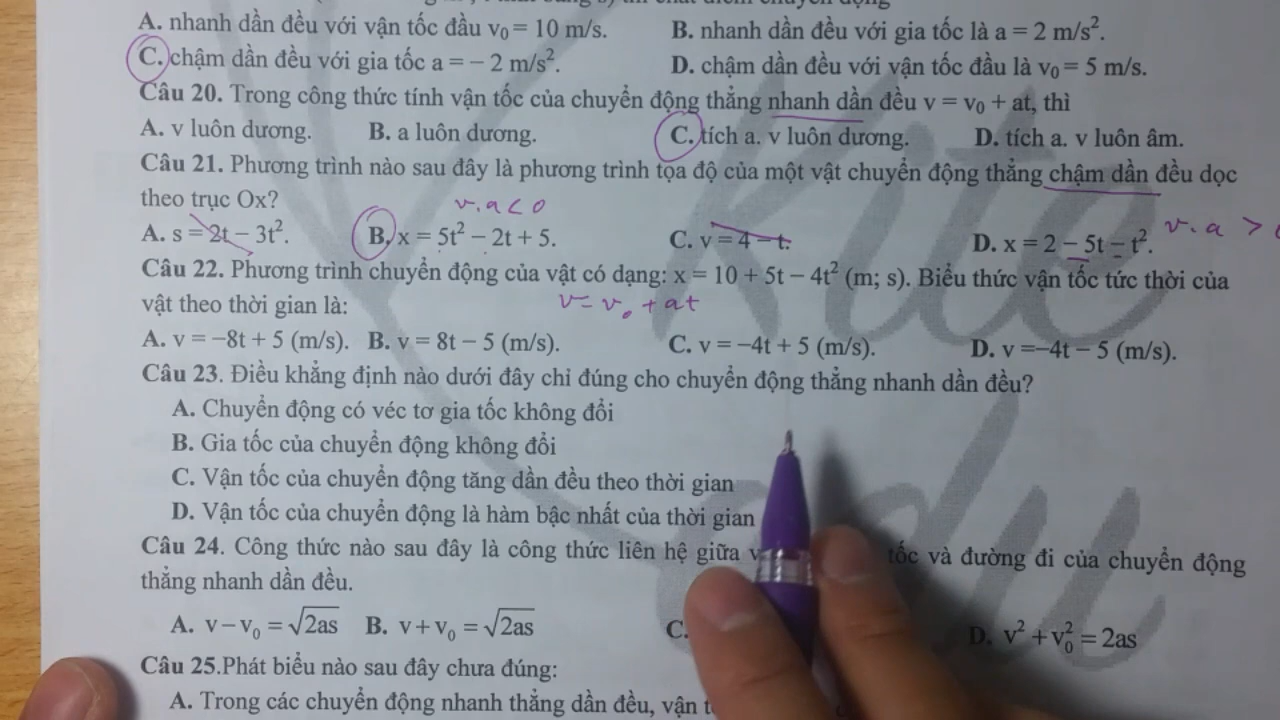 A. nhanh dần đều với vận tốc đầu v₀ = 10 m/s. B. nhanh dần đều với gia tốc là a = 2 m/s².
C. chậm dần đều với gia tốc a = − 2 m/s². D. chậm dần đều với vận tốc đầu là v₀ = 5 m/s.
Câu 20. Trong công thức tính vận tốc của chuyển động thẳng nhanh dần đều v = v₀ + at, thì
A. v luôn dương. B. a luôn dương. C. tích a. v luôn dương. D. tích a. v luôn âm.
Câu 21. Phương trình nào sau đây là phương trình tọa độ của một vật chuyển động thẳng chậm dần đều dọc
theo trục Ox?
v.a < 0
A. s = 2t − 3t². B. x = 5t² − 2t + 5. C. v = 4 − t. D. x = 2 − 5t − t². v.a >
Câu 22. Phương trình chuyển động của vật có dạng: x = 10 + 5t − 4t² (m; s). Biểu thức vận tốc tức thời của
vật theo thời gian là: v = v₀ + at
A. v = −8t + 5 (m/s). B. v = 8t − 5 (m/s). C. v = −4t + 5 (m/s). D. v =−4t − 5 (m/s).
Câu 23. Điều khẳng định nào dưới đây chỉ đúng cho chuyển động thẳng nhanh dần đều?
A. Chuyển động có véc tơ gia tốc không đổi
B. Gia tốc của chuyển động không đổi
C. Vận tốc của chuyển động tăng dần đều theo thời gian
D. Vận tốc của chuyển động là hàm bậc nhất của thời gian
Câu 24. Công thức nào sau đây là công thức liên hệ giữa v tốc và đường đi của chuyển động
thẳng nhanh dần đều.
A. v − v₀ = √2as B. v + v₀ = √2as C. D. v² + v₀² = 2as
Câu 25.Phát biểu nào sau đây chưa đúng:
A. Trong các chuyển động nhanh thẳng dần đều, vận t
Kite
edu